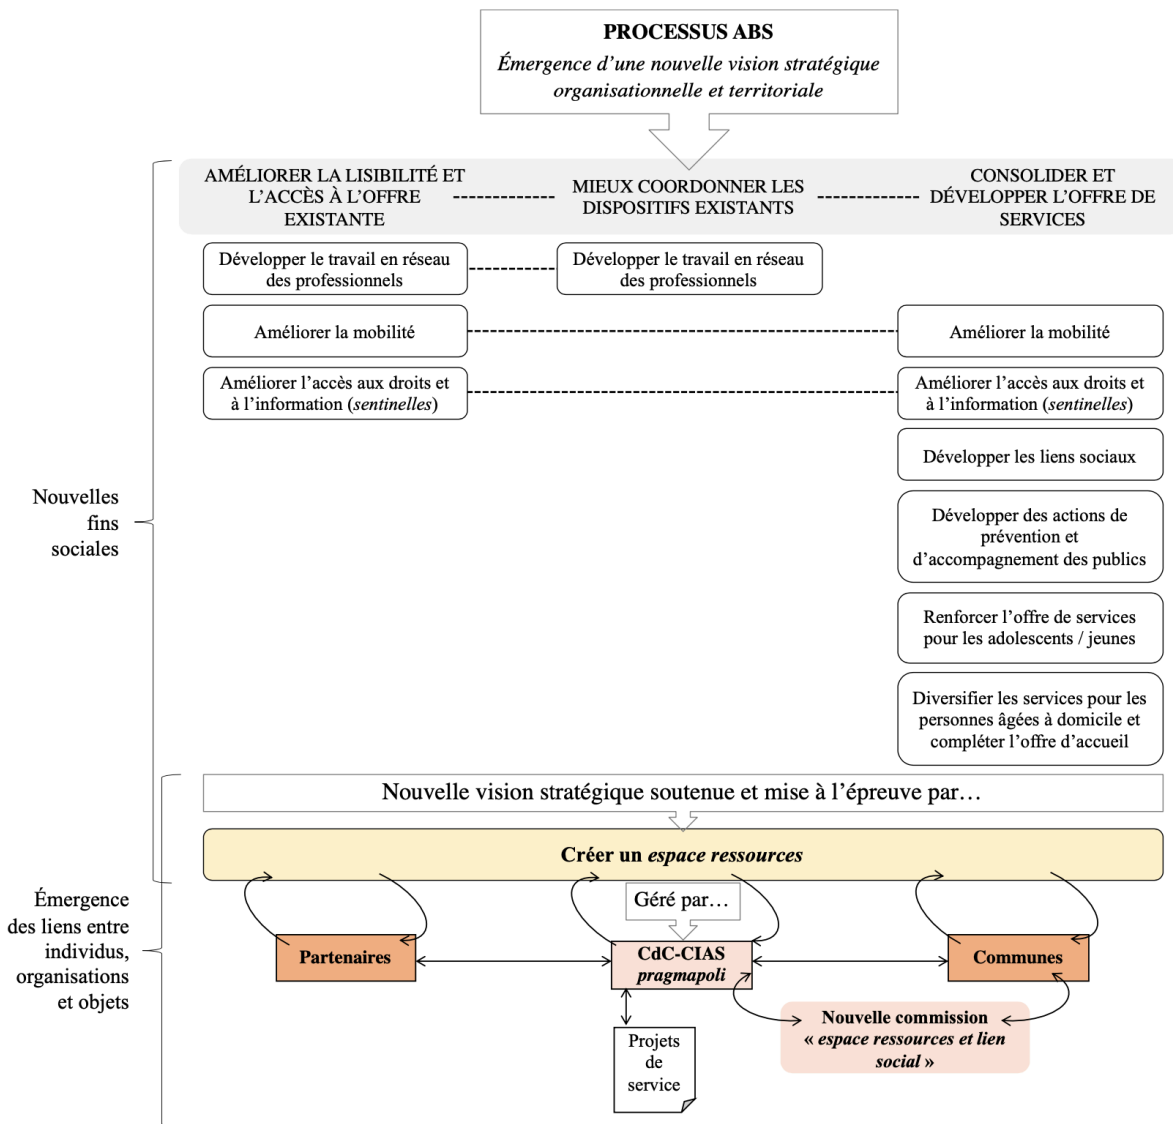 PROCESSUS ABS
Émergence d’une nouvelle vision stratégique
organisationnelle et territoriale
AMÉLIORER LA LISIBILITÉ ET
L’ACCÈS À L’OFFRE
EXISTANTE
MIEUX COORDONNER LES
DISPOSITIFS EXISTANTS
CONSOLIDER ET
DÉVELOPPER L’OFFRE DE
SERVICES
Développer le travail en réseau
des professionnels
Développer le travail en réseau
des professionnels
Améliorer la mobilité
Améliorer la mobilité
Améliorer l’accès aux droits et
à l’information (sentinelles)
Améliorer l’accès aux droits et
à l’information (sentinelles)
Développer les liens sociaux
Nouvelles
fins
sociales
Développer des actions de
prévention et
d’accompagnement des publics
Renforcer l’offre de services
pour les adolescents / jeunes
Diversifier les services pour les
personnes âgées à domicile et
compléter l’offre d’accueil
Nouvelle vision stratégique soutenue et mise à l’épreuve par…
Créer un espace ressources
Émergence
des liens entre
individus,
organisations
et objets
Géré par…
Partenaires
CdC-CIAS
pragmapoli
Communes
Nouvelle commission
« espace ressources et lien
social »
Projets
de
service